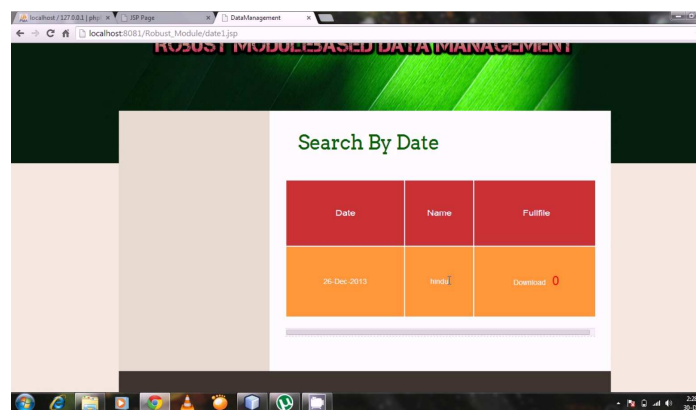 localhost / 127.0.0.1 | php
JSP Page
DataManagement
localhost:8081/Robust_Module/date1.jsp
ROBUST MODULEBASED DATA MANAGEMENT
Search By Date
Date Name Fullfile
26-Dec-2013 hindu Download 0